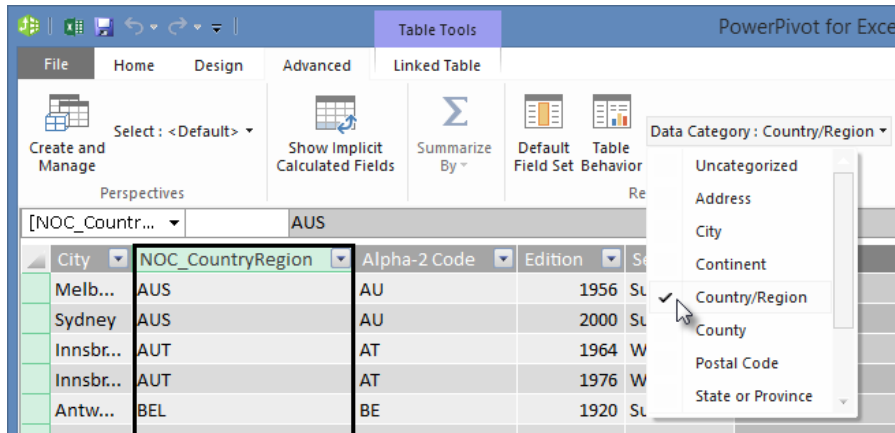 Table Tools
PowerPivot for Exce
File Home Design Advanced Linked Table
Create and Manage
Select : <Default>
Show Implicit Calculated Fields
Summarize By
Default Field Set
Table Behavior
Data Category : Country/Region
Perspectives
Re
Uncategorized
Address
City
Continent
Country/Region
County
Postal Code
State or Province
[NOC_Countr... AUS
City NOC_CountryRegion Alpha-2 Code Edition Se
Melb... AUS AU 1956 Su
Sydney AUS AU 2000 Su
Innsbr... AUT AT 1964 W
Innsbr... AUT AT 1976 W
Antw... BEL BE 1920 Su